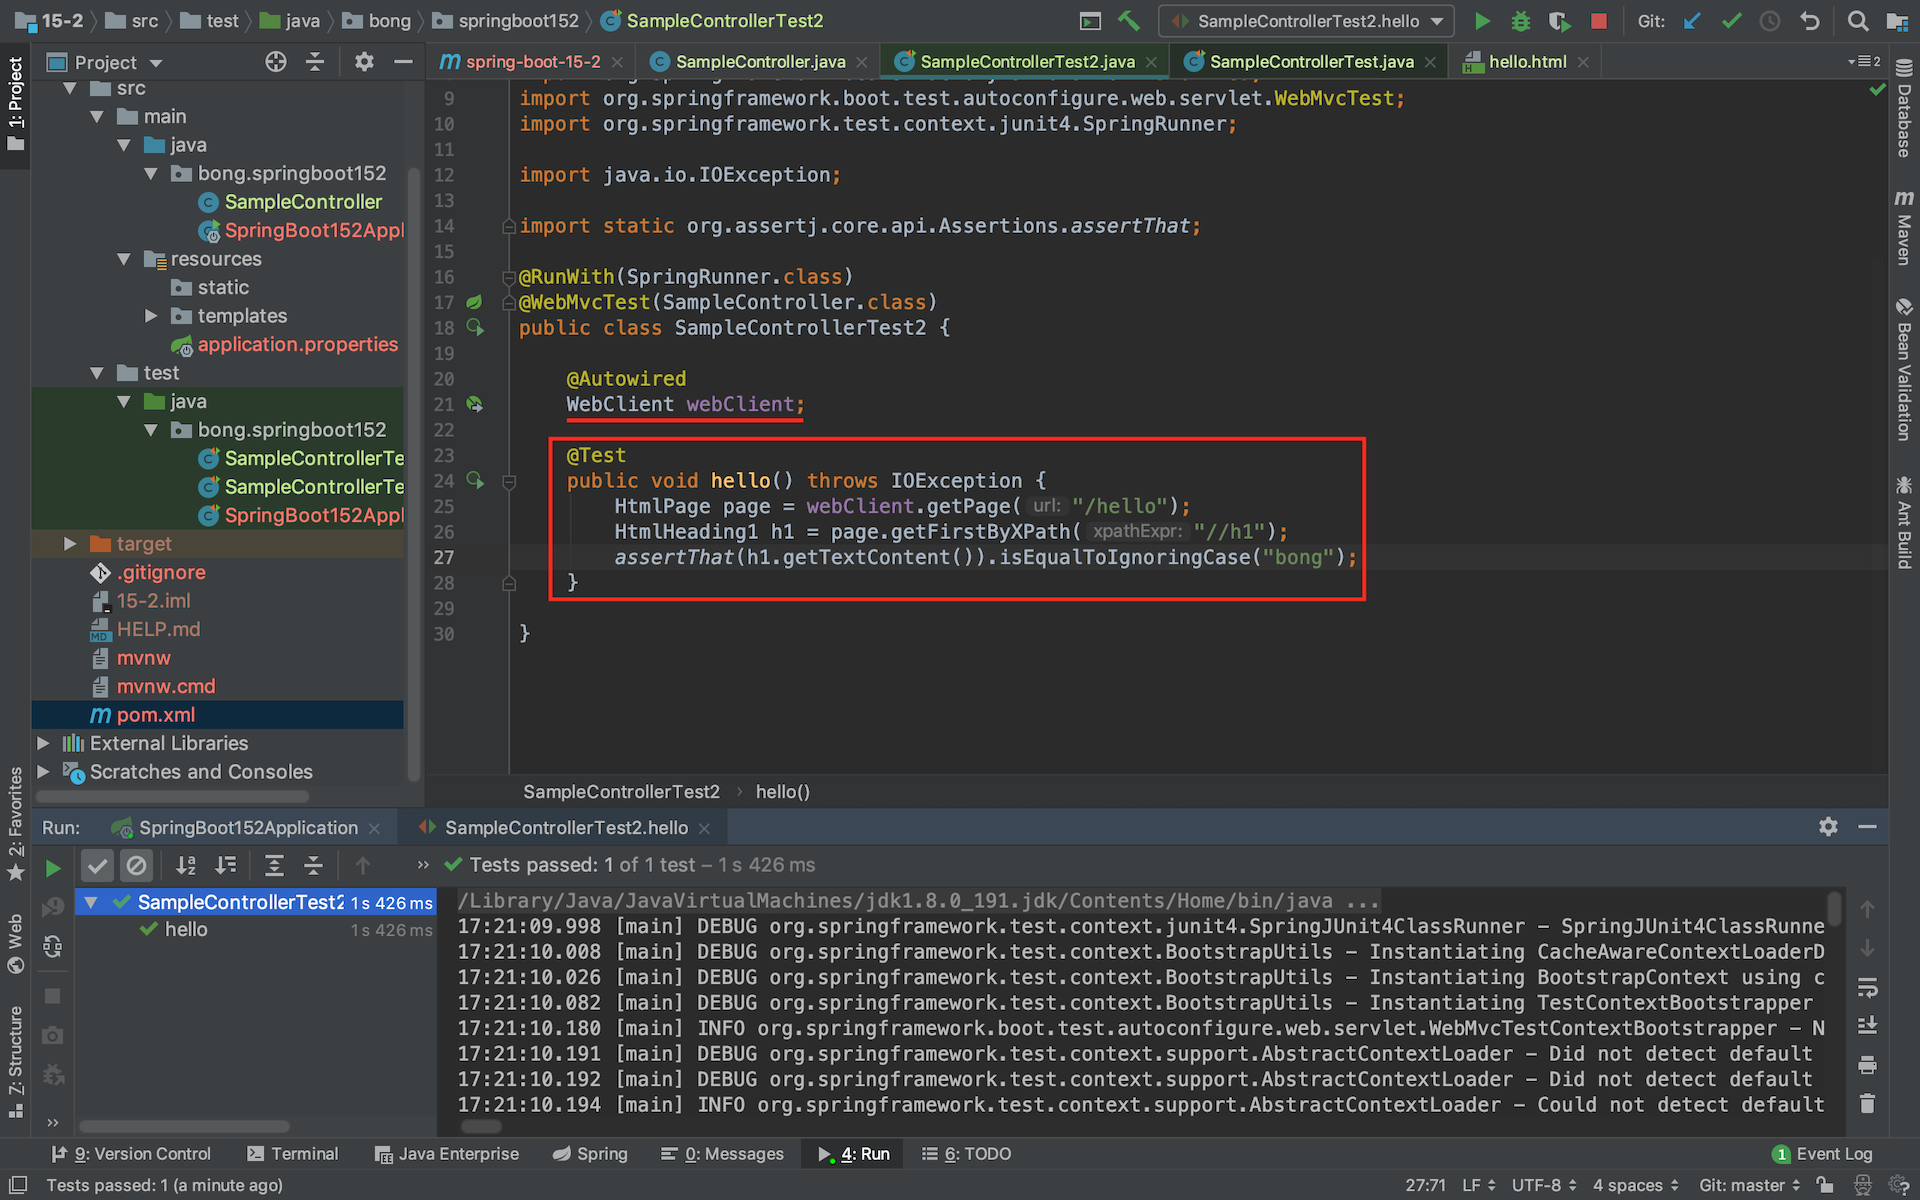 15-2
src
test
java
bong
springboot152
SampleControllerTest2
SampleControllerTest2.hello
Git:
1: Project
Project
spring-boot-15-2
SampleController.java
SampleControllerTest2.java
SampleControllerTest.java
hello.html
2
src
main
java
bong.springboot152
SampleController
SpringBoot152Appl
resources
static
templates
application.properties
test
java
bong.springboot152
SampleControllerTe
SampleControllerTe
SpringBoot152Appl
target
.gitignore
15-2.iml
HELP.md
mvnw
mvnw.cmd
pom.xml
External Libraries
Scratches and Consoles
9 import org.springframework.boot.test.autoconfigure.web.servlet.WebMvcTest;
10 import org.springframework.test.context.junit4.SpringRunner;
11
12 import java.io.IOException;
13
14 import static org.assertj.core.api.Assertions.assertThat;
15
16 @RunWith(SpringRunner.class)
17 @WebMvcTest(SampleController.class)
18 public class SampleControllerTest2 {
19
20 @Autowired
21 WebClient webClient;
22
23 @Test
24 public void hello() throws IOException {
25 HtmlPage page = webClient.getPage( url: "/hello");
26 HtmlHeading1 h1 = page.getFirstByXPath( xpathExpr: "//h1");
27 assertThat(h1.getTextContent()).isEqualToIgnoringCase("bong");
28 }
29
30 }
SampleControllerTest2 › hello()
Database
Maven
Bean Validation
Ant Build
2: Favorites
Web
7: Structure
Run:
SpringBoot152Application
SampleControllerTest2.hello
Tests passed: 1 of 1 test – 1 s 426 ms
SampleControllerTest2 1 s 426 ms
hello 1 s 426 ms
/Library/Java/JavaVirtualMachines/jdk1.8.0_191.jdk/Contents/Home/bin/java ...
17:21:09.998 [main] DEBUG org.springframework.test.context.junit4.SpringJUnit4ClassRunner - SpringJUnit4ClassRunne
17:21:10.008 [main] DEBUG org.springframework.test.context.BootstrapUtils - Instantiating CacheAwareContextLoaderD
17:21:10.026 [main] DEBUG org.springframework.test.context.BootstrapUtils - Instantiating BootstrapContext using c
17:21:10.082 [main] DEBUG org.springframework.test.context.BootstrapUtils - Instantiating TestContextBootstrapper
17:21:10.180 [main] INFO org.springframework.boot.test.autoconfigure.web.servlet.WebMvcTestContextBootstrapper - N
17:21:10.191 [main] DEBUG org.springframework.test.context.support.AbstractContextLoader - Did not detect default
17:21:10.192 [main] DEBUG org.springframework.test.context.support.AbstractContextLoader - Did not detect default
17:21:10.194 [main] INFO org.springframework.test.context.support.AbstractContextLoader - Could not detect default
9: Version Control
Terminal
Java Enterprise
Spring
0: Messages
4: Run
6: TODO
1 Event Log
Tests passed: 1 (a minute ago)
27:71
LF
UTF-8
4 spaces
Git: master